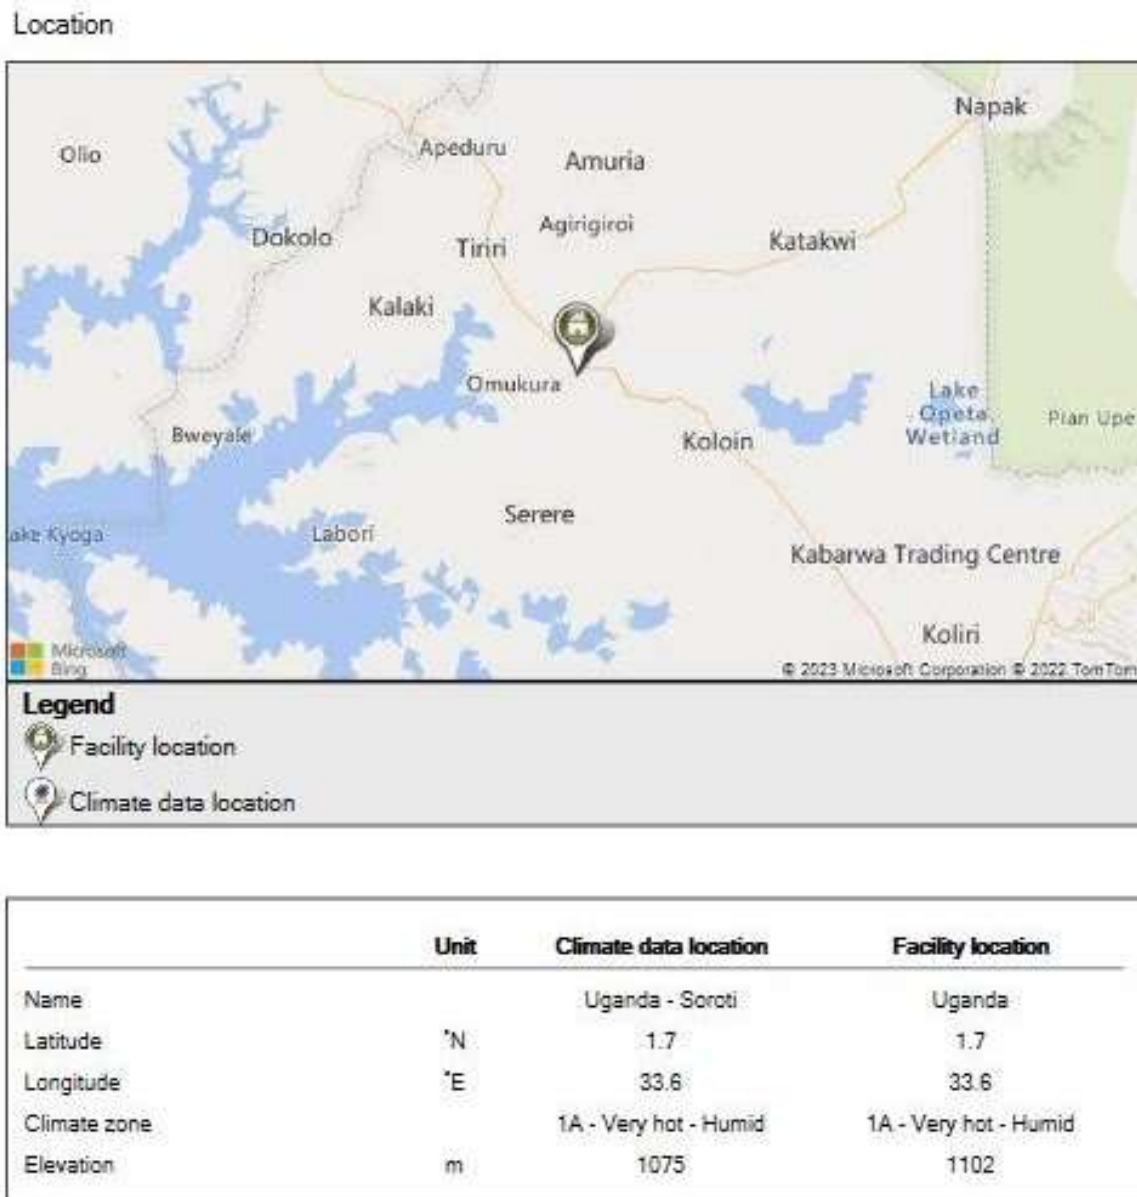 Location
Napak
Olio
Apeduru
Amuria
Agirigiroi
Dokolo
Tiriri
Katakwi
Kalaki
Omukura
Lake
Opeta
Wetland
Pian Upe
Bweyale
Koloin
Serere
ake Kyoga
Labori
Kabarwa Trading Centre
Koliri
Microsoft
Bing
© 2023 Microsoft Corporation © 2022 TomTom
Legend
Facility location
Climate data location
Unit Climate data location Facility location
Name Uganda - Soroti Uganda
Latitude ˚N 1.7 1.7
Longitude ˚E 33.6 33.6
Climate zone 1A - Very hot - Humid 1A - Very hot - Humid
Elevation m 1075 1102